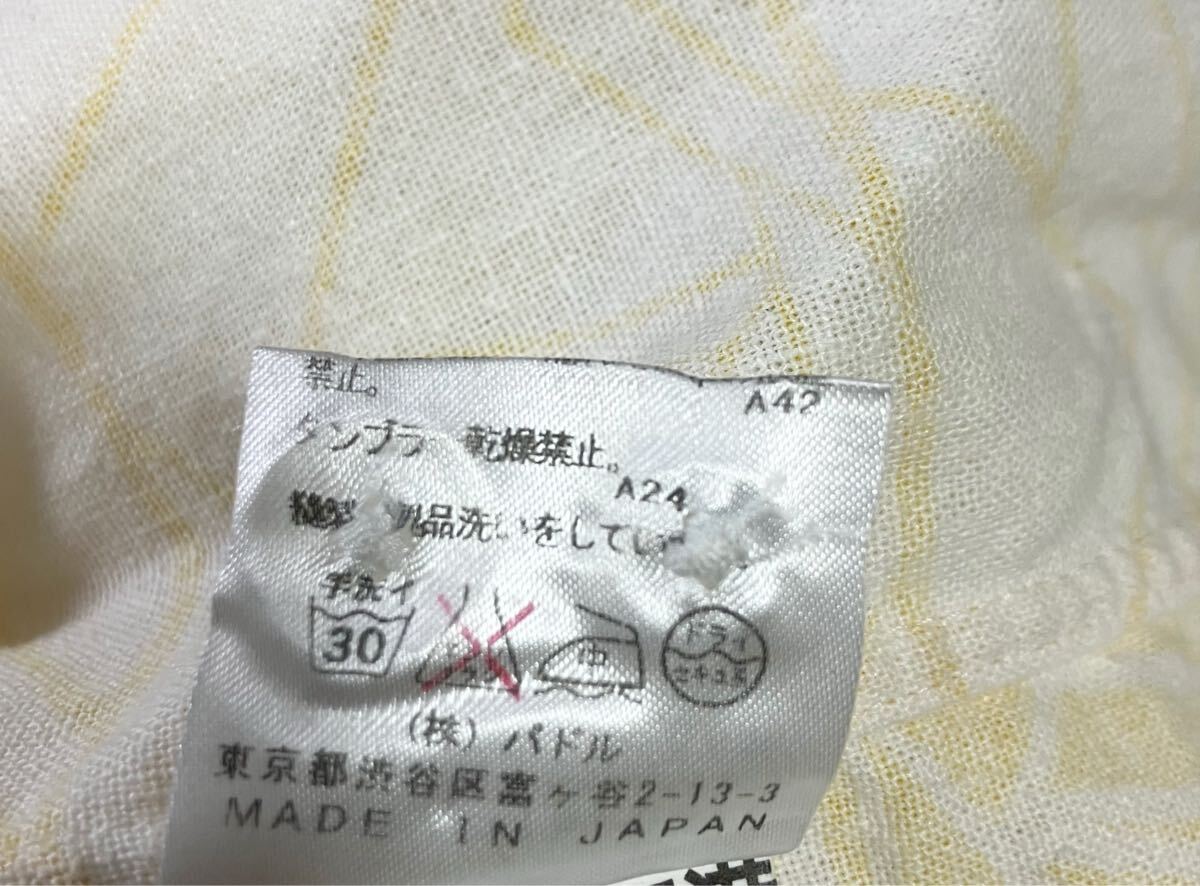 禁止。
A42
タンブラー乾燥禁止。
A24
品洗いをして
手洗イ
30
中
ドライ
セキユ系
(株)パドル
東京都渋谷区富ヶ谷2-13-3
MADE IN JAPAN